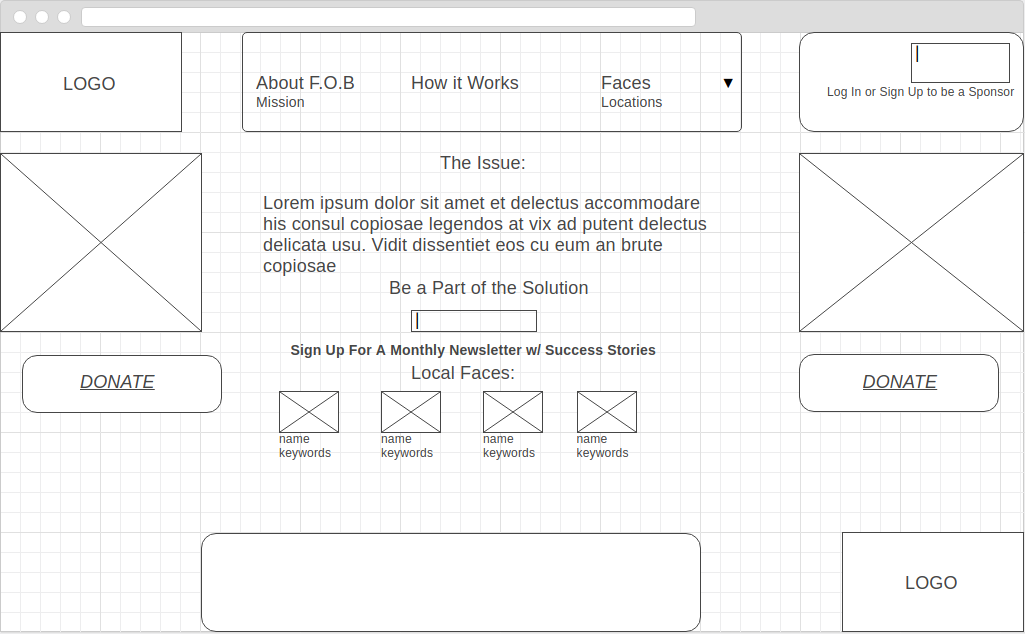 LOGO
About F.O.B
Mission
How it Works
Faces
Locations
▼
Log In or Sign Up to be a Sponsor
The Issue:
Lorem ipsum dolor sit amet et delectus accommodare
his consul copiosae legendos at vix ad putent delectus
delicata usu. Vidit dissentiet eos cu eum an brute
copiosae
Be a Part of the Solution
Sign Up For A Monthly Newsletter w/ Success Stories
DONATE
DONATE
Local Faces:
name
keywords
name
keywords
name
keywords
name
keywords
LOGO